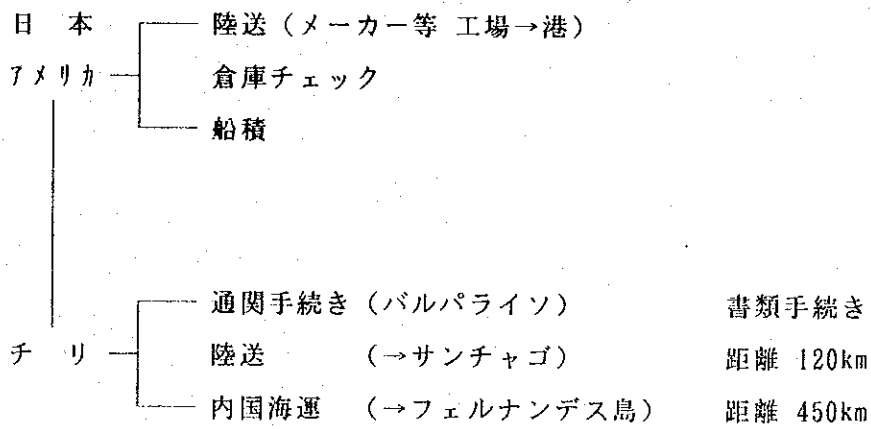 日 本 陸送（メーカー等 工場→港）
アメリカ 倉庫チェック
船積
通関手続き（バルパライソ） 書類手続き
チ リ 陸送 （→サンチャゴ） 距離 120km
内国海運 （→フェルナンデス島） 距離 450km